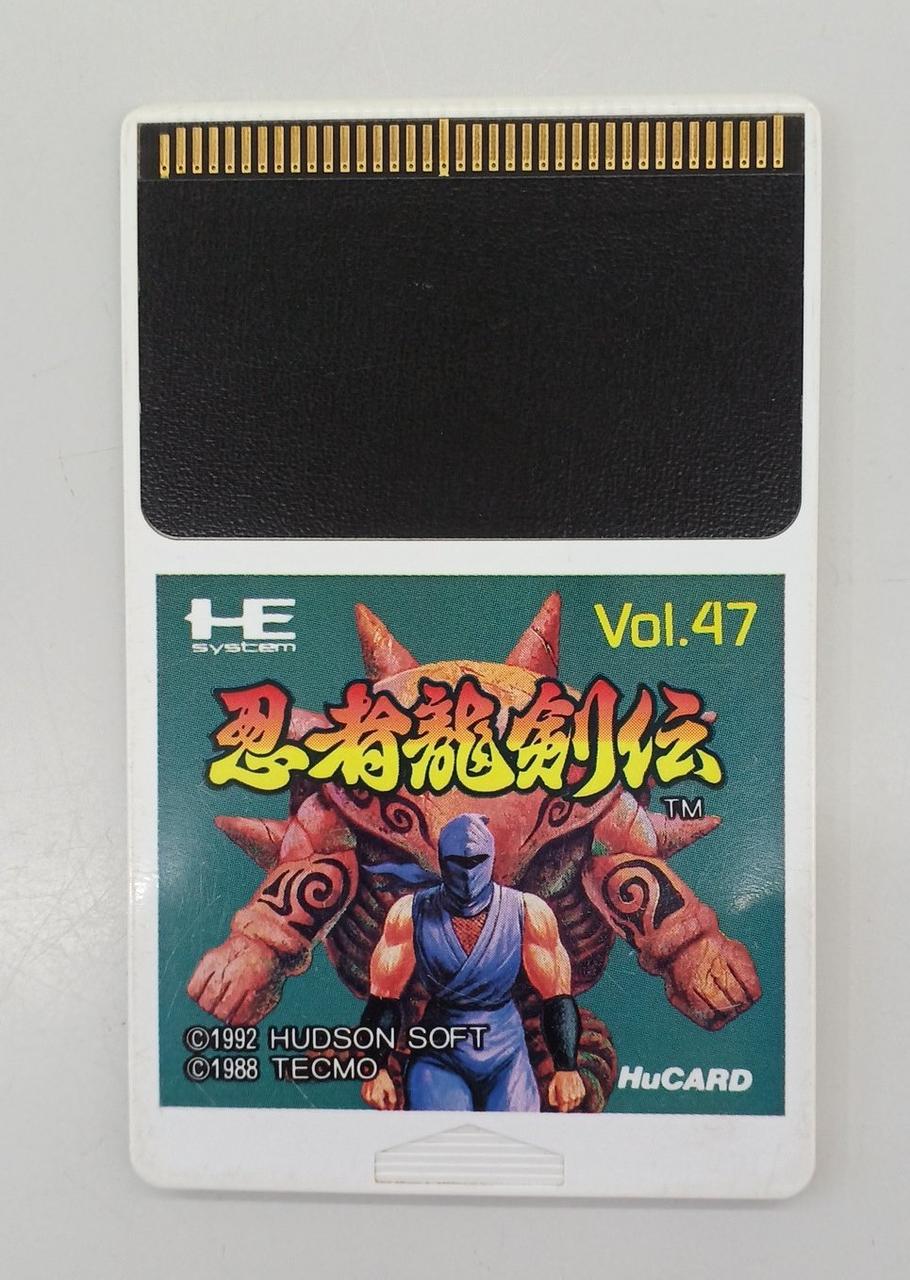 HE
system
Vol.47
忍者龍剣伝
TM
©1992 HUDSON SOFT
©1988 TECMO
HuCARD